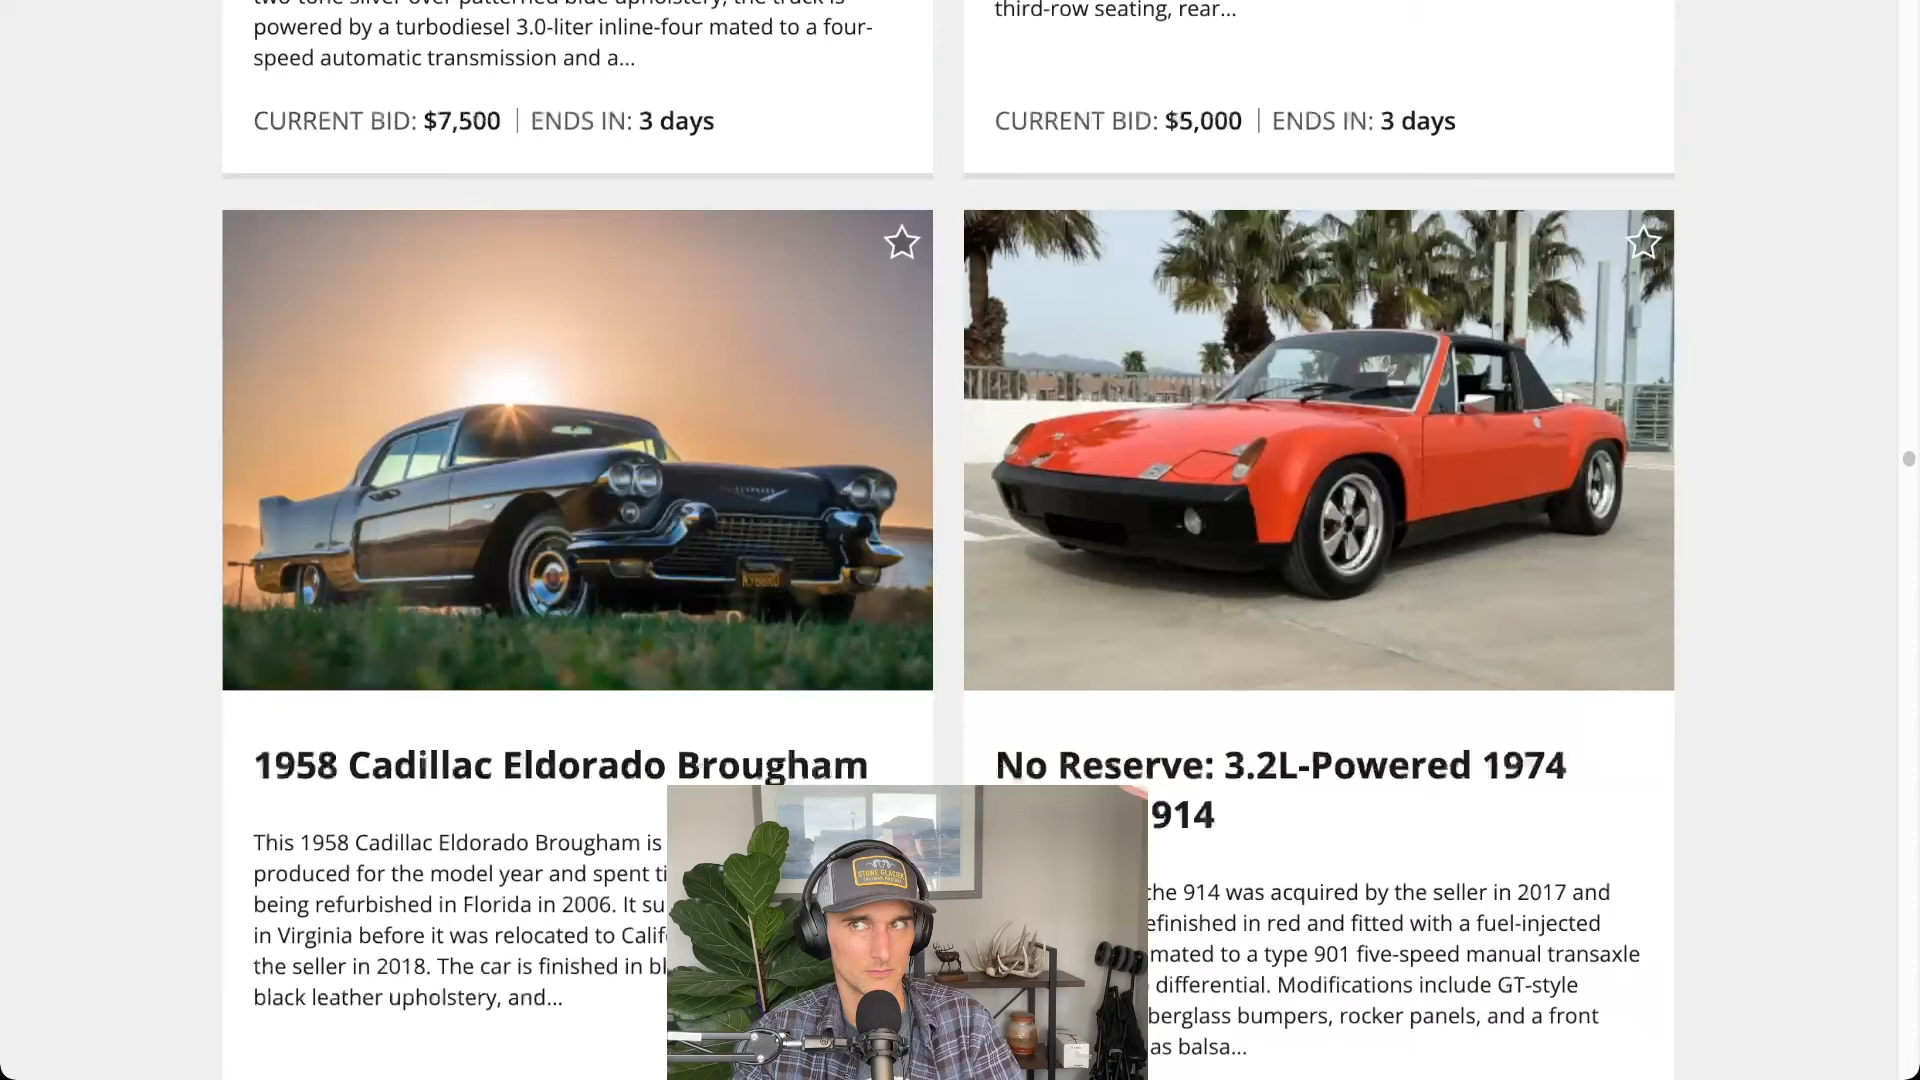 two-tone silver over patterned blue upholstery, the truck is
powered by a turbodiesel 3.0-liter inline-four mated to a four-
speed automatic transmission and a...
CURRENT BID: $7,500 | ENDS IN: 3 days
third-row seating, rear...
CURRENT BID: $5,000 | ENDS IN: 3 days
1958 Cadillac Eldorado Brougham
This 1958 Cadillac Eldorado Brougham is
produced for the model year and spent ti
being refurbished in Florida in 2006. It su
in Virginia before it was relocated to Calif
the seller in 2018. The car is finished in bl
black leather upholstery, and...
No Reserve: 3.2L-Powered 1974
914
the 914 was acquired by the seller in 2017 and
efinished in red and fitted with a fuel-injected
mated to a type 901 five-speed manual transaxle
differential. Modifications include GT-style
berglass bumpers, rocker panels, and a front
as balsa...
STONE GLACIER